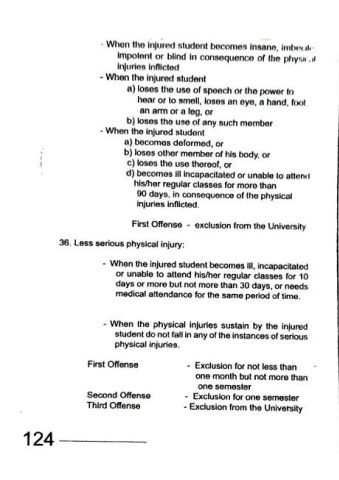 - When the injured student becomes insane, imbecile
impotent or blind in consequence of the physical
injuries inflicted
- When the injured student
a) loses the use of speech or the power to
hear or to smell, loses an eye, a hand, foot,
an arm or a leg, or
b) loses the use of any such member
- When the injured student
a) becomes deformed, or
b) loses other member of his body, or
c) loses the use thereof, or
d) becomes ill incapacitated or unable to attend
his/her regular classes for more than
90 days, in consequence of the physical
injuries inflicted.
First Offense - exclusion from the University
36. Less serious physical injury:
- When the injured student becomes ill, incapacitated
or unable to attend his/her regular classes for 10
days or more but not more than 30 days, or needs
medical attendance for the same period of time.
- When the physical injuries sustain by the injured
student do not fall in any of the instances of serious
physical injuries.
First Offense - Exclusion for not less than
one month but not more than
one semester
Second Offense - Exclusion for one semester
Third Offense - Exclusion from the University
124